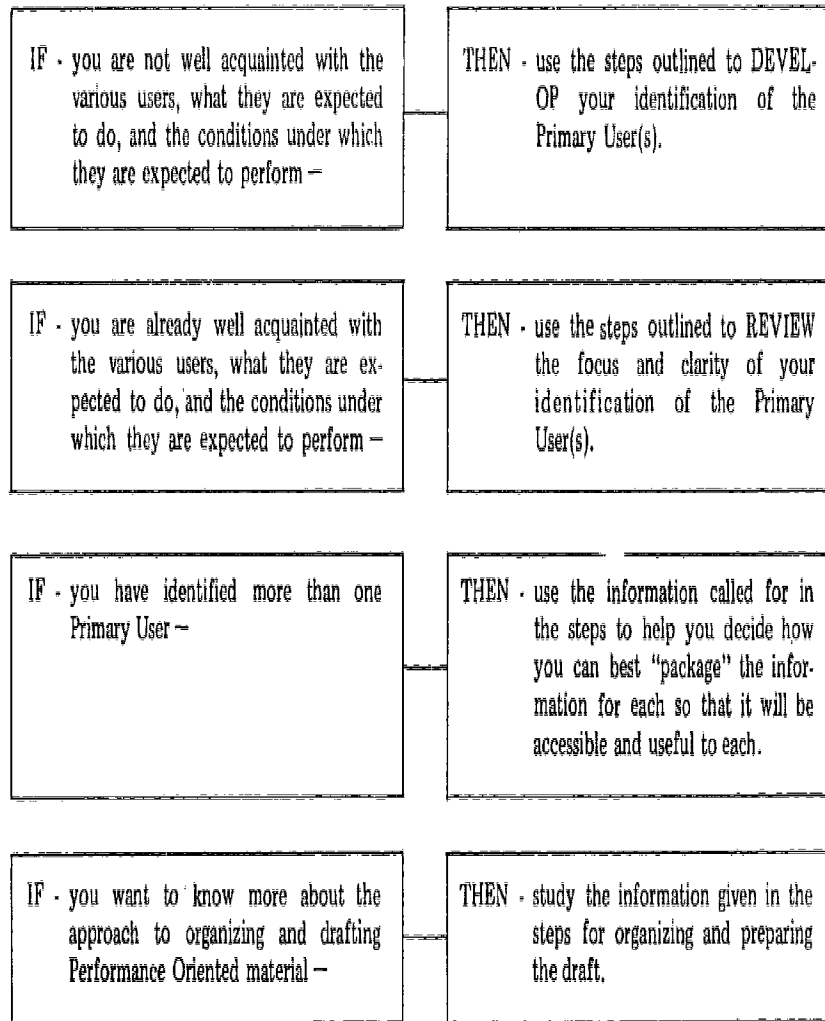 IF - you are not well acquainted with the
various users, what they are expected
to do, and the conditions under which
they are expected to perform —
THEN - use the steps outlined to DEVEL-
OP your identification of the
Primary User(s).
IF - you are already well acquainted with
the various users, what they are ex-
pected to do, and the conditions under
which they are expected to perform —
THEN - use the steps outlined to REVIEW
the focus and clarity of your
identification of the Primary
User(s).
IF - you have identified more than one
Primary User —
THEN - use the information called for in
the steps to help you decide how
you can best “package” the infor-
mation for each so that it will be
accessible and useful to each.
IF - you want to know more about the
approach to organizing and drafting
Performance Oriented material —
THEN - study the information given in the
steps for organizing and preparing
the draft.